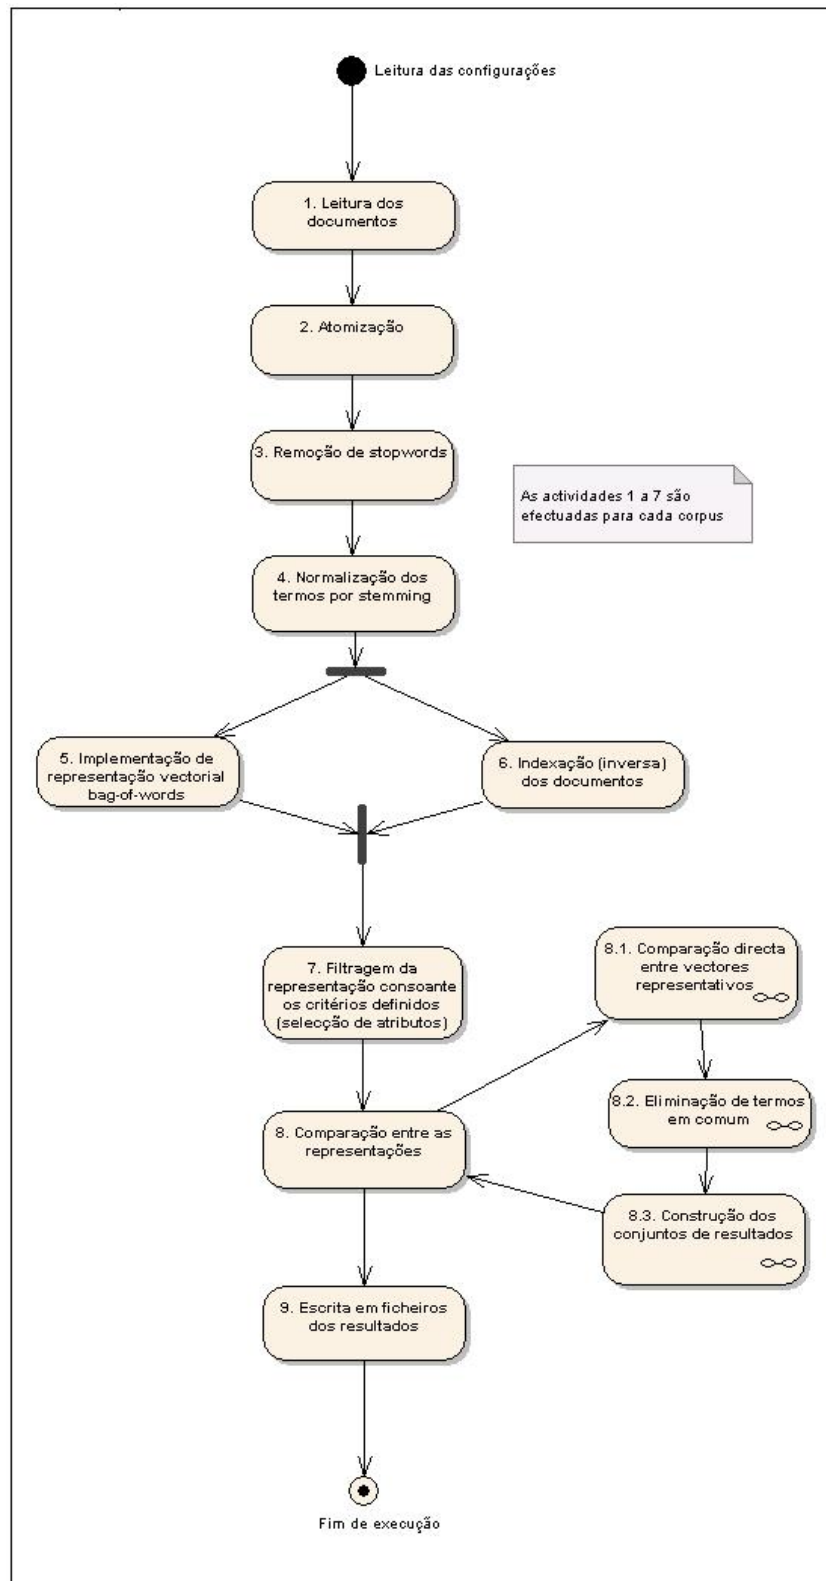 Leitura das configurações
1. Leitura dos
documentos
2. Atomização
3. Remoção de stopwords
As actividades 1 a 7 são
efectuadas para cada corpus
4. Normalização dos
termos por stemming
5. Implementação de
representação vectorial
bag-of-words
6. Indexação (inversa)
dos documentos
7. Filtragem da
representação consoante
os critérios definidos
(selecção de atributos)
8.1. Comparação directa
entre vectores
representativos
8.2. Eliminação de termos
em comum
8. Comparação entre as
representações
8.3. Construção dos
conjuntos de resultados
9. Escrita em ficheiros
dos resultados
Fim de execução